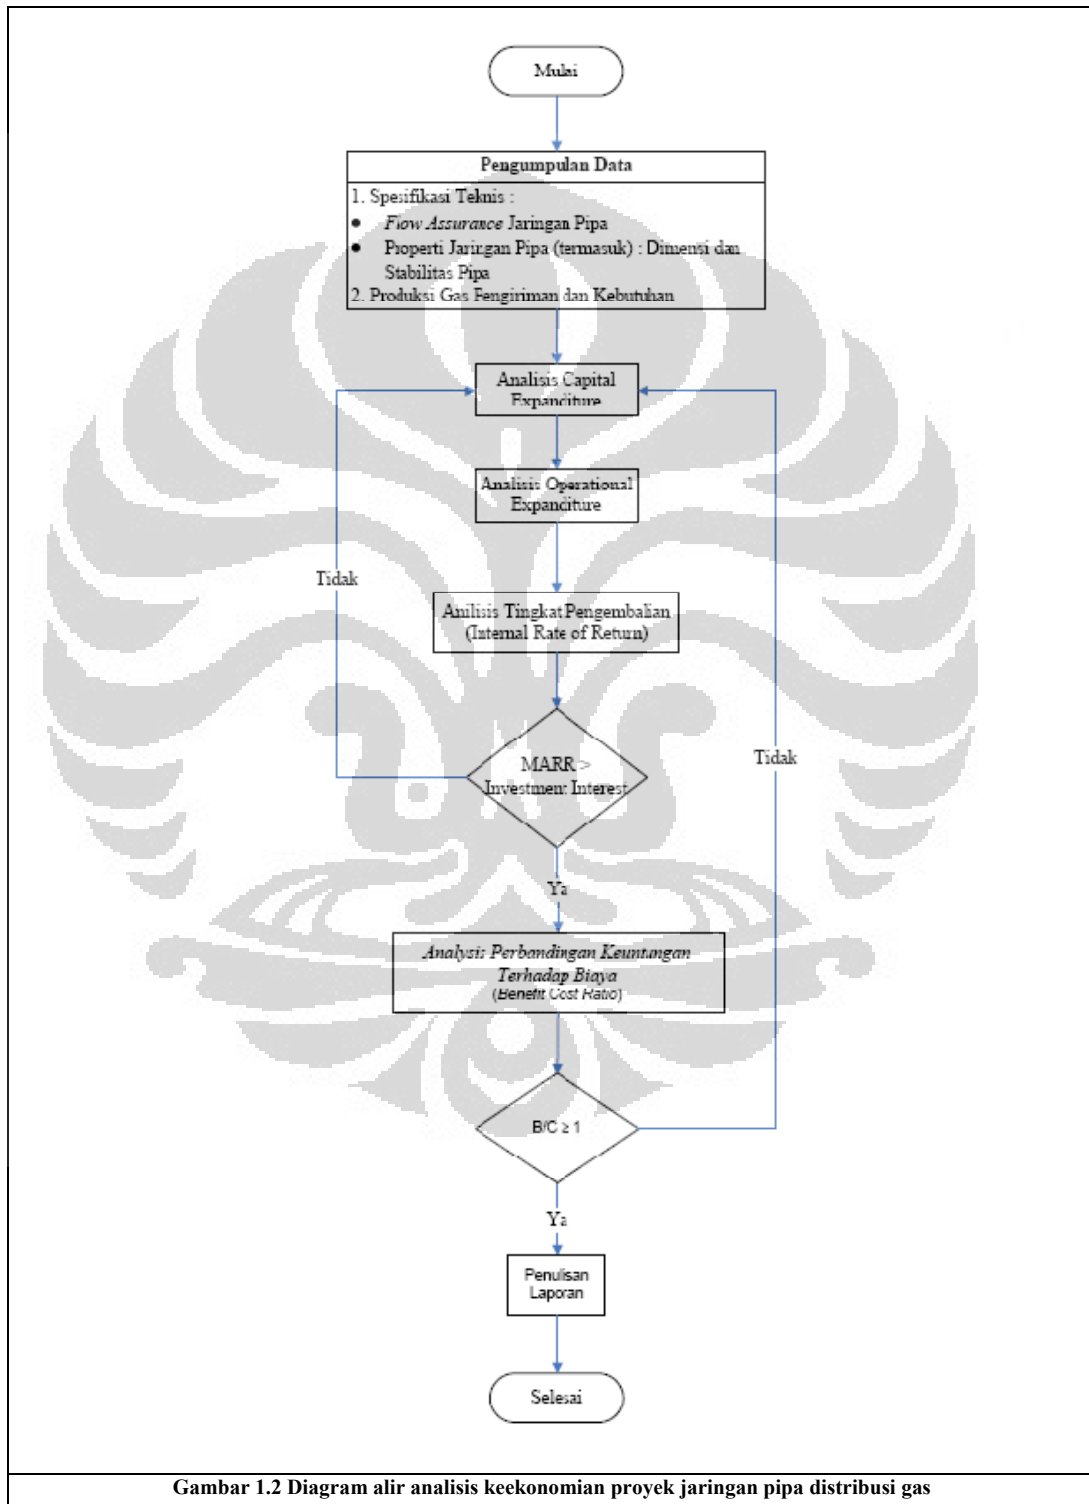 Mulai
Pengumpulan Data
1. Spesifikasi Teknis :
• Flow Assurance Jaringan Pipa
• Properti Jaringan Pipa (termasuk) : Dimensi dan
Stabilitas Pipa
2. Produksi Gas Pengiriman dan Kebutuhan
Analisis Capital
Expanditure
Analisis Operational
Expanditure
Tidak
Anilisis Tingkat Pengembalian
(Internal Rate of Return)
MARR >
Investment Interest
Tidak
Ya
Analysis Perbandingan Keuntungan
Terhadap Biaya
(Benefit Cost Ratio)
B/C ≥ 1
Ya
Penulisan
Laporan
Selesai
Gambar 1.2 Diagram alir analisis keekonomian proyek jaringan pipa distribusi gas